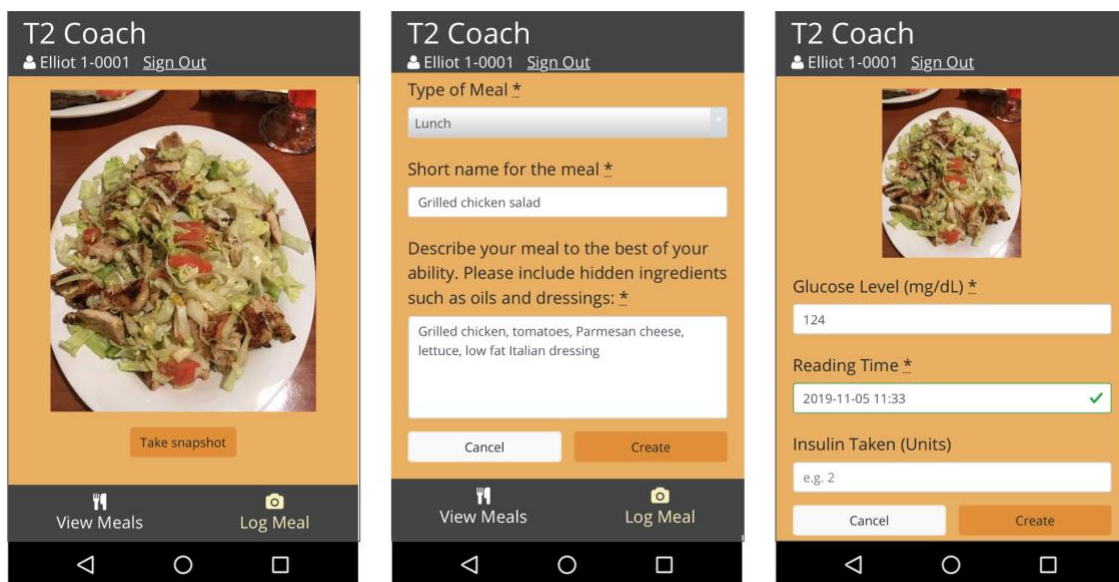 T2 Coach
Elliot 1-0001 Sign Out
Take snapshot
View Meals
Log Meal
T2 Coach
Elliot 1-0001 Sign Out
Type of Meal *
Lunch
Short name for the meal *
Grilled chicken salad
Describe your meal to the best of your
ability. Please include hidden ingredients
such as oils and dressings: *
Grilled chicken, tomatoes, Parmesan cheese,
lettuce, low fat Italian dressing
Cancel
Create
View Meals
Log Meal
T2 Coach
Elliot 1-0001 Sign Out
Glucose Level (mg/dL) *
124
Reading Time *
2019-11-05 11:33
Insulin Taken (Units)
e.g. 2
Cancel
Create